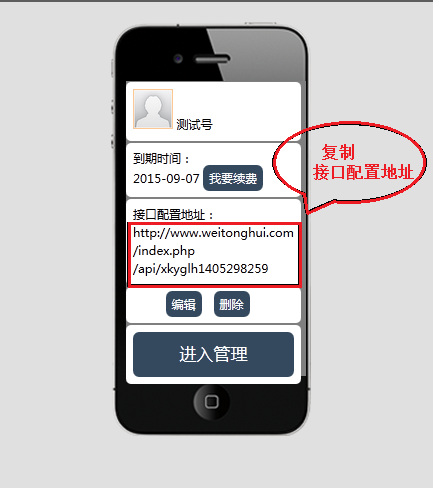 测试号
到期时间：
2015-09-07 我要续费
复制
接口配置地址
接口配置地址：
http://www.weitonghui.com
/index.php
/api/xkyglh1405298259
编辑 删除
进入管理